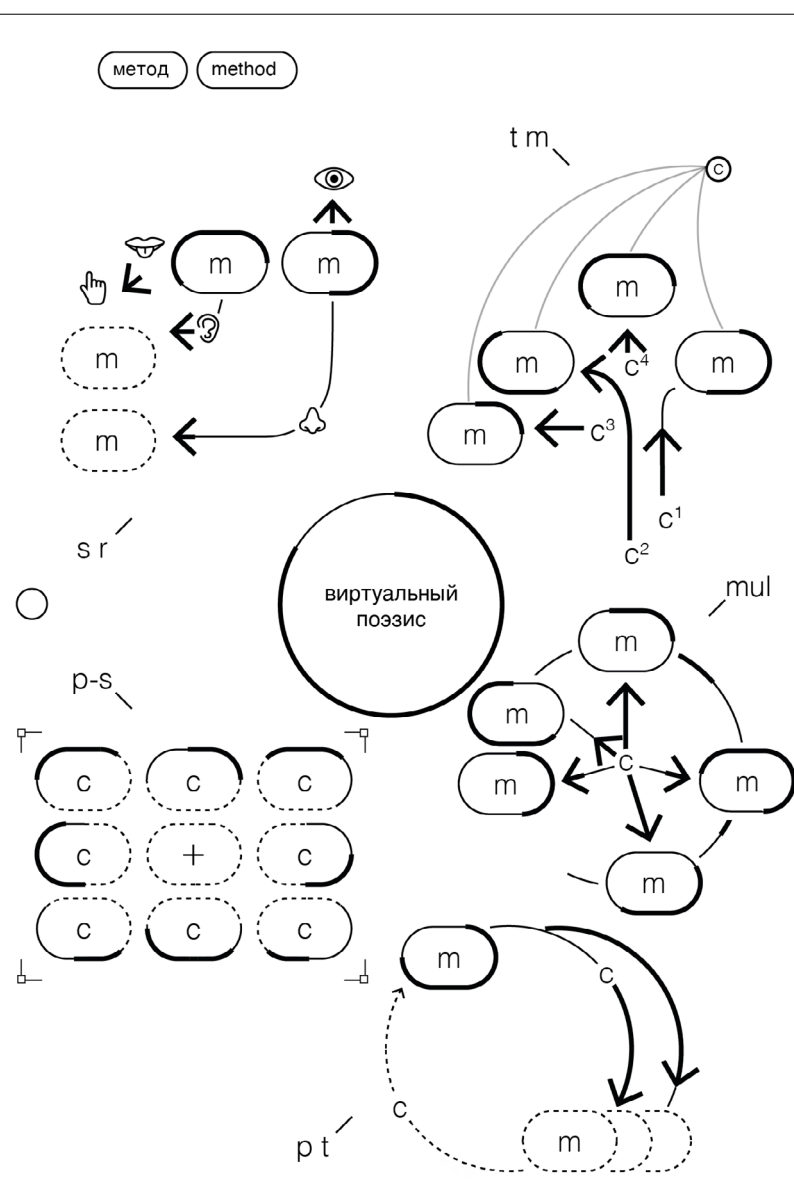 метод method
t m
c
m m
m
c⁴
m m
m
m
m c³
c¹
s r
c²
виртуальный
поэзис
mul
m
p-s
m
c
c c c
m m
c + c
m
c c c
m
c
c
m
p t